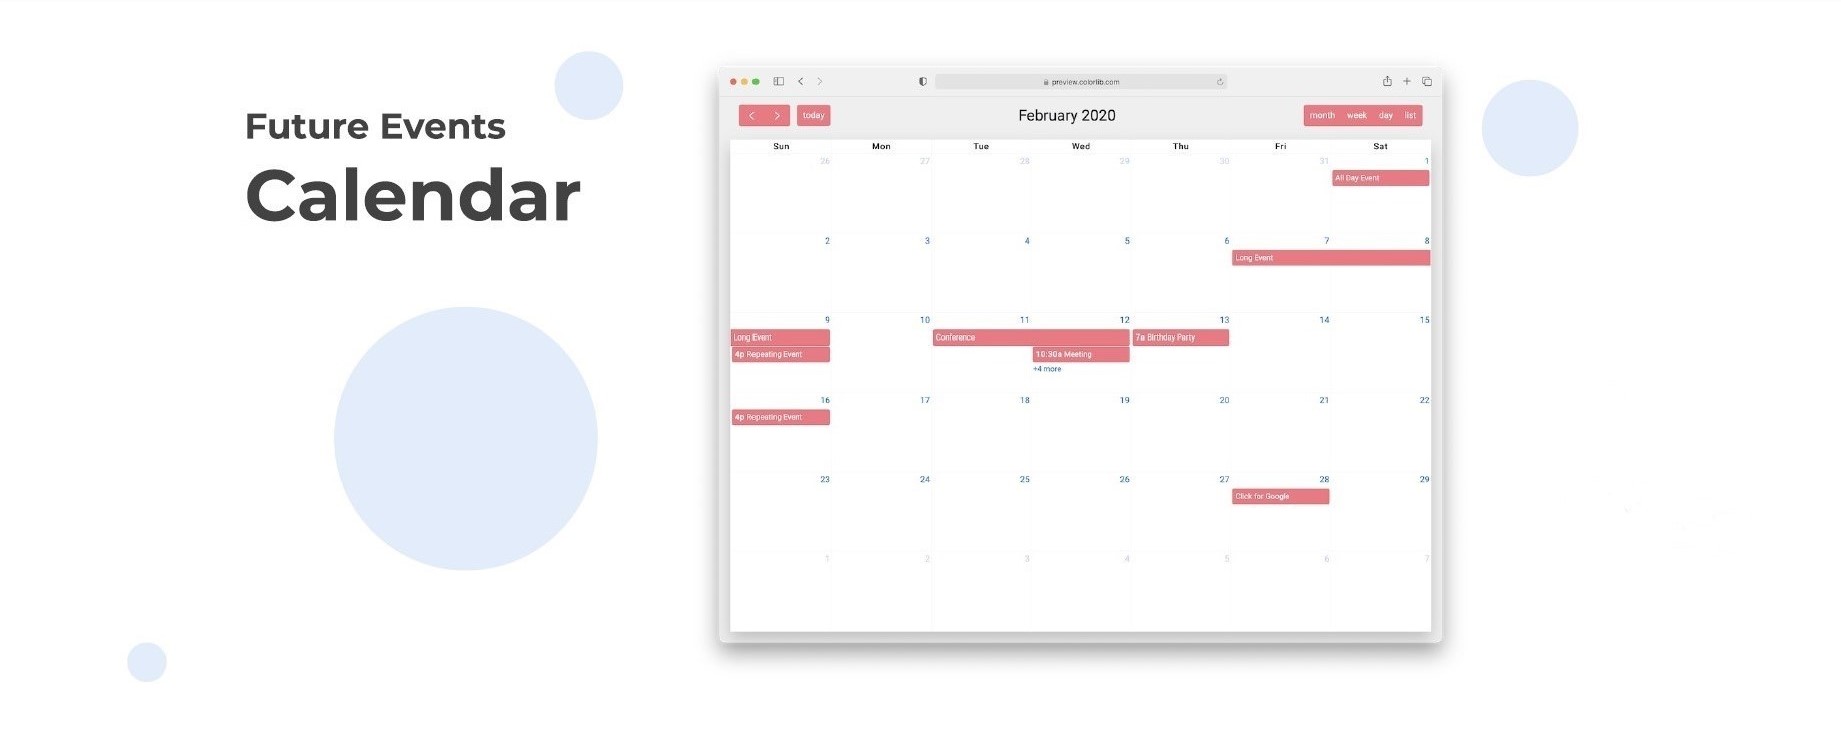 Future Events
Calendar
preview.colorlib.com
today
February 2020
month week day list
Sun Mon Tue Wed Thu Fri Sat
26 27 28 29 30 31 1
All Day Event
2 3 4 5 6 7 8
Long Event
9 10 11 12 13 14 15
Long Event Conference 7a Birthday Party
4p Repeating Event 10:30a Meeting
+4 more
16 17 18 19 20 21 22
4p Repeating Event
23 24 25 26 27 28 29
Click for Google
1 2 3 4 5 6 7